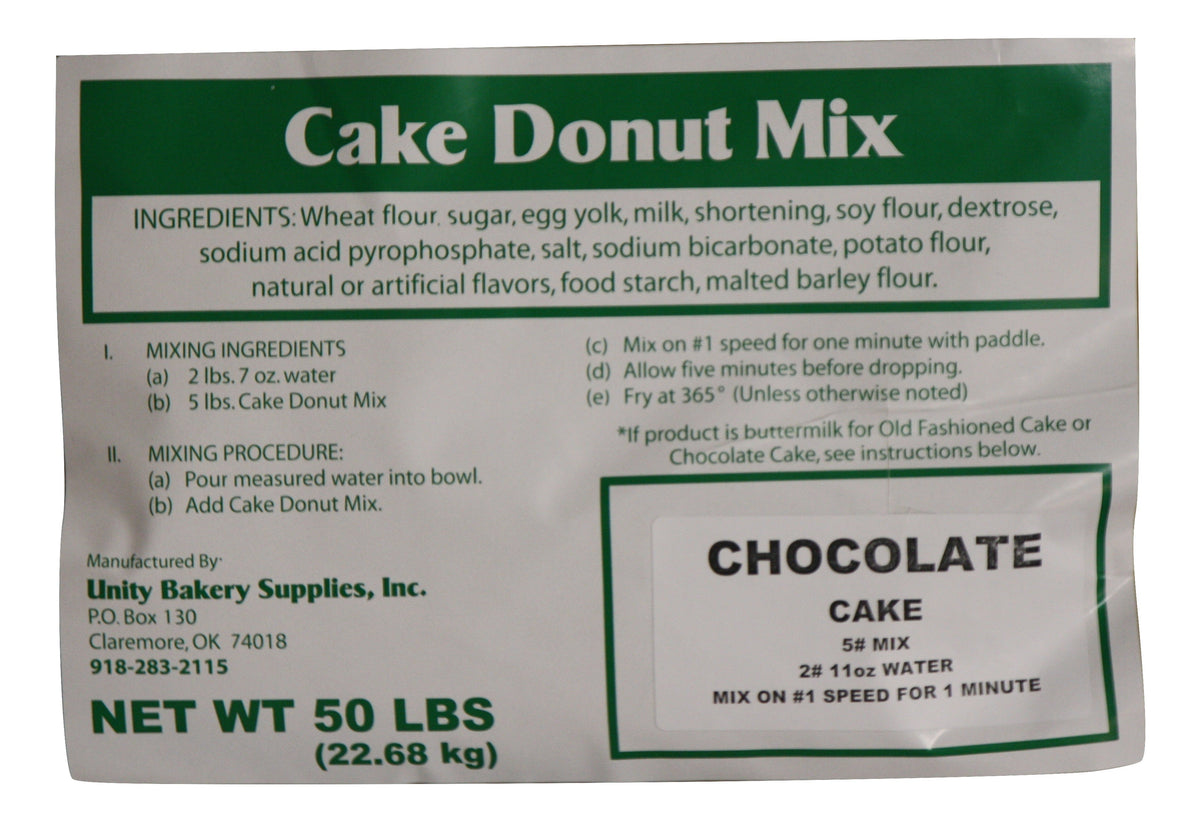 Cake Donut Mix
INGREDIENTS: Wheat flour, sugar, egg yolk, milk, shortening, soy flour, dextrose,
sodium acid pyrophosphate, salt, sodium bicarbonate, potato flour,
natural or artificial flavors, food starch, malted barley flour.
I. MIXING INGREDIENTS
(a) 2 lbs. 7 oz. water
(b) 5 lbs. Cake Donut Mix
II. MIXING PROCEDURE:
(a) Pour measured water into bowl.
(b) Add Cake Donut Mix.
(c) Mix on #1 speed for one minute with paddle.
(d) Allow five minutes before dropping.
(e) Fry at 365° (Unless otherwise noted)
*If product is buttermilk for Old Fashioned Cake or
Chocolate Cake, see instructions below.
Manufactured By:
Unity Bakery Supplies, Inc.
P.O. Box 130
Claremore, OK 74018
918-283-2115
NET WT 50 LBS
(22.68 kg)
CHOCOLATE
CAKE
5# MIX
2# 11oz WATER
MIX ON #1 SPEED FOR 1 MINUTE